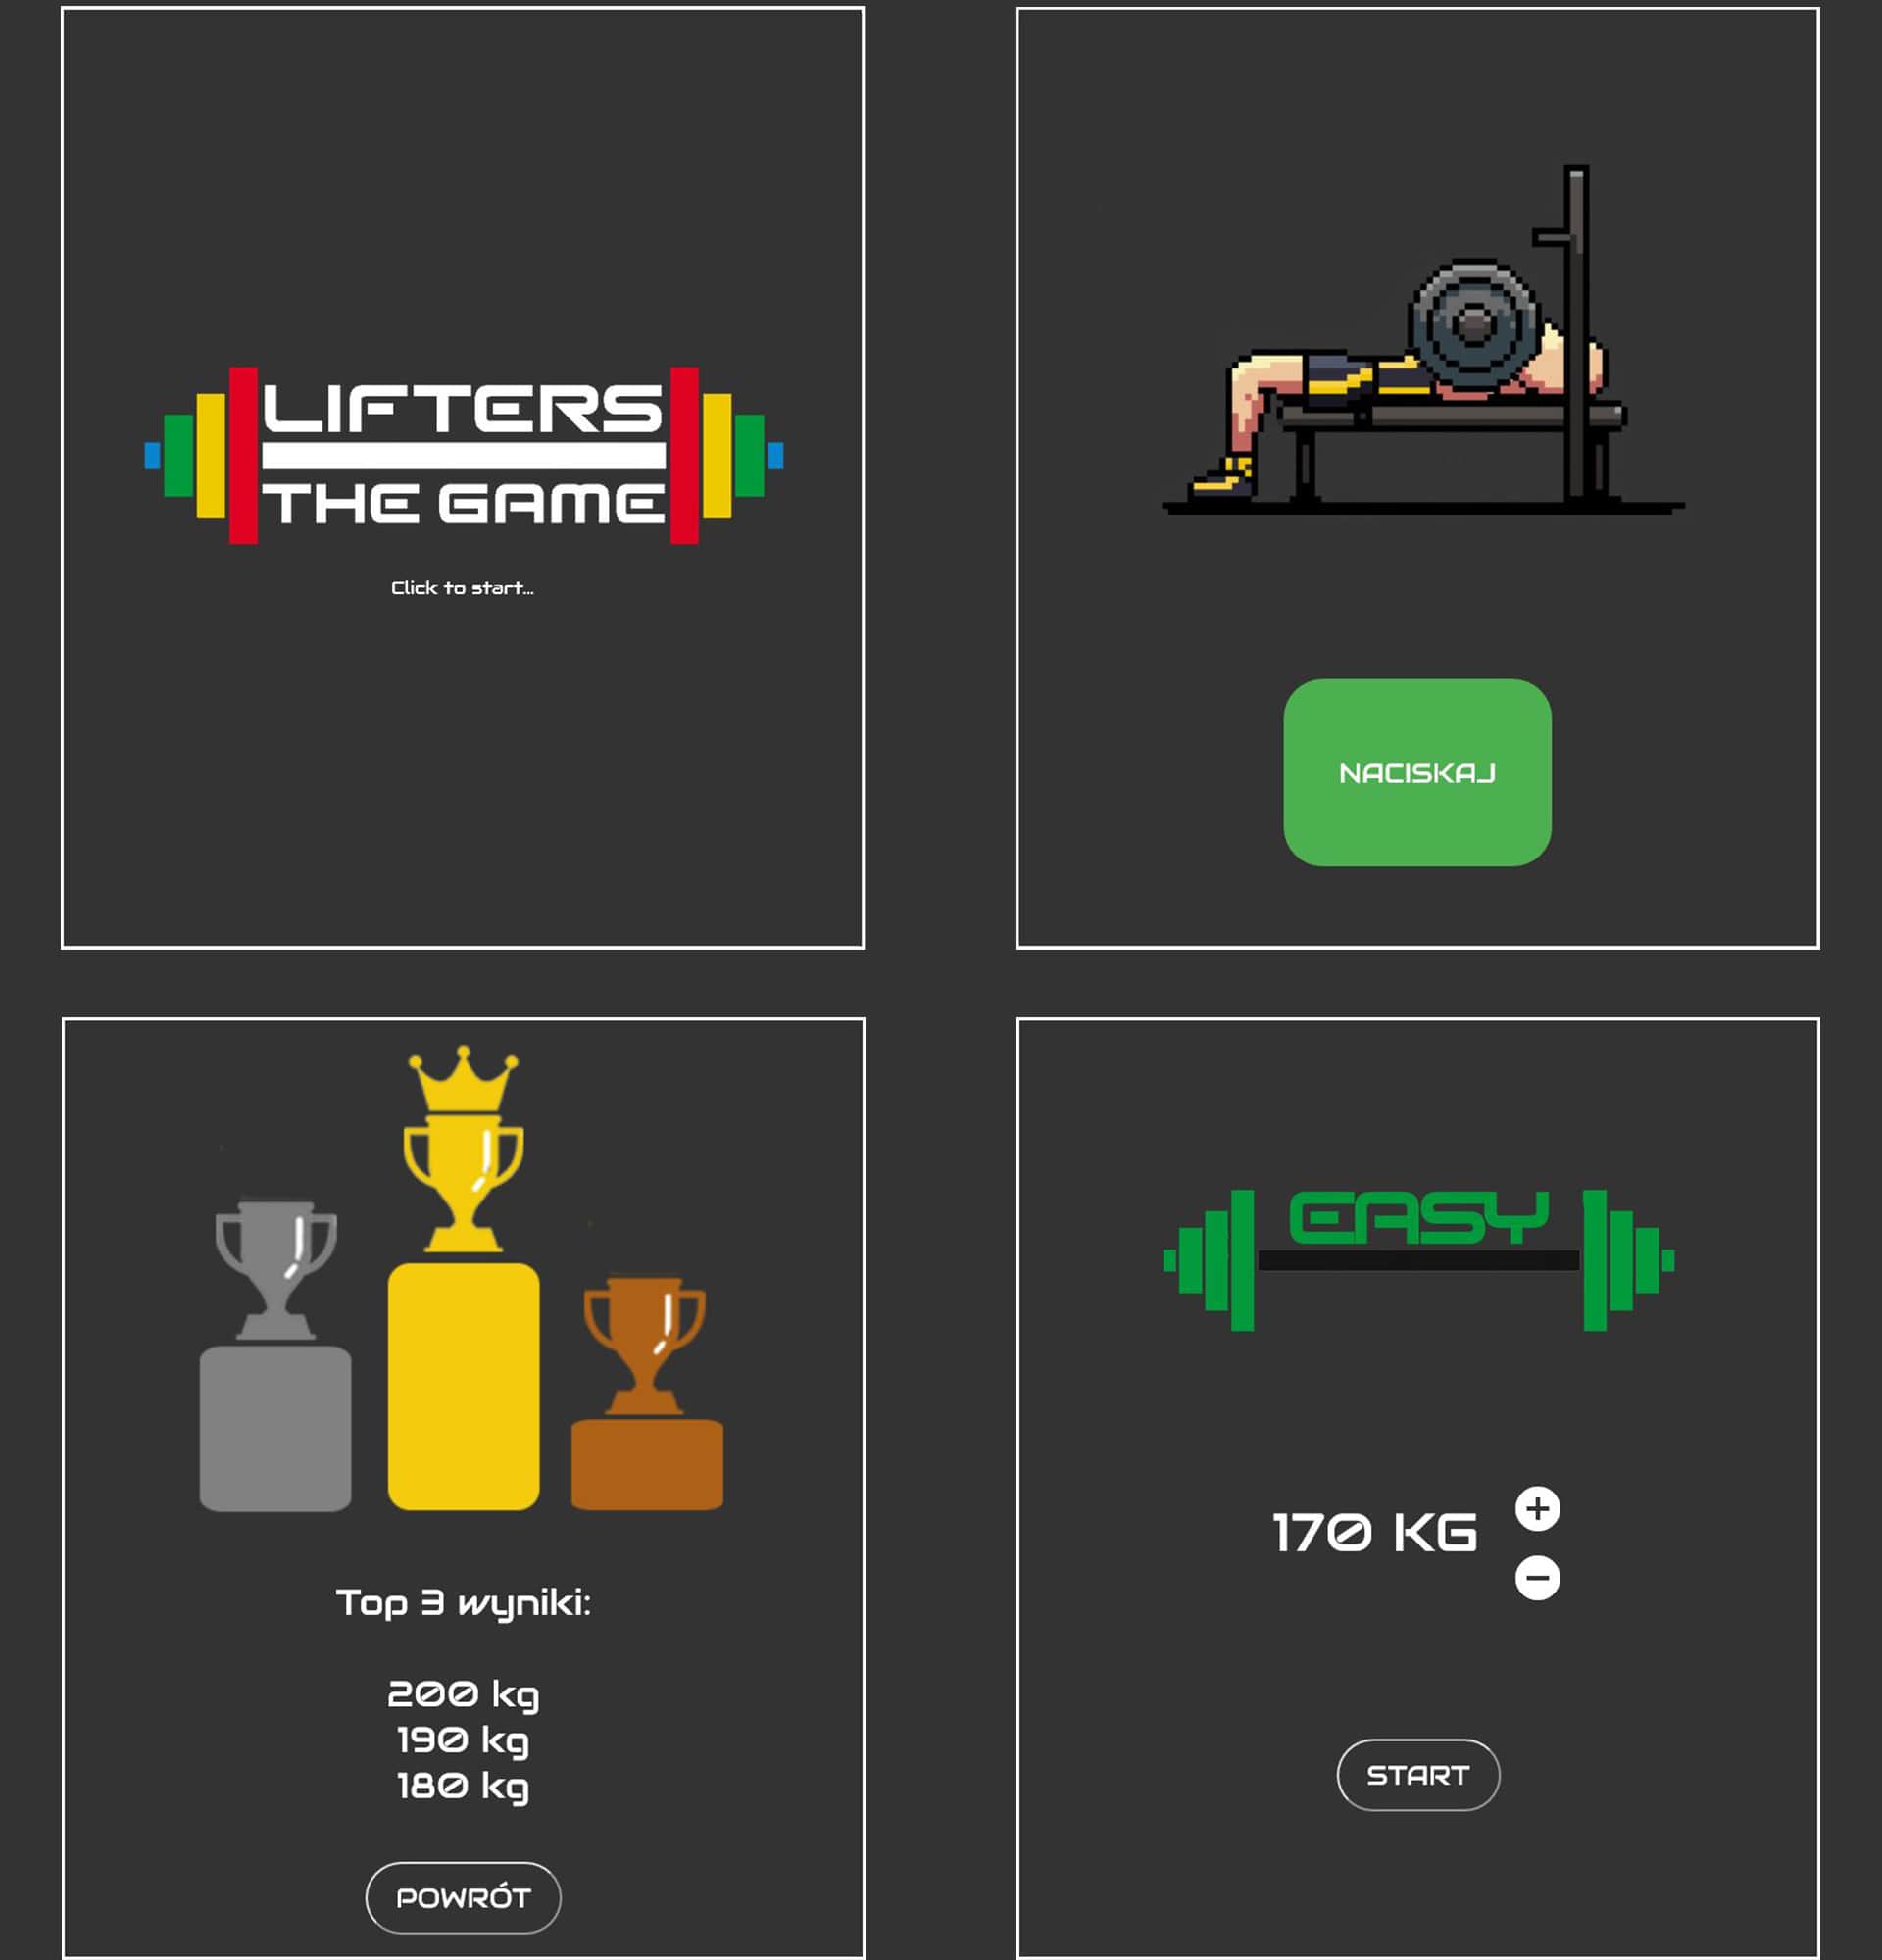 LIFTERS
THE GAME
Click to start...
NACISKAJ
Top 3 wyniki:
200 kg
190 kg
180 kg
POWRÓT
EASY
170 KG
+
−
START